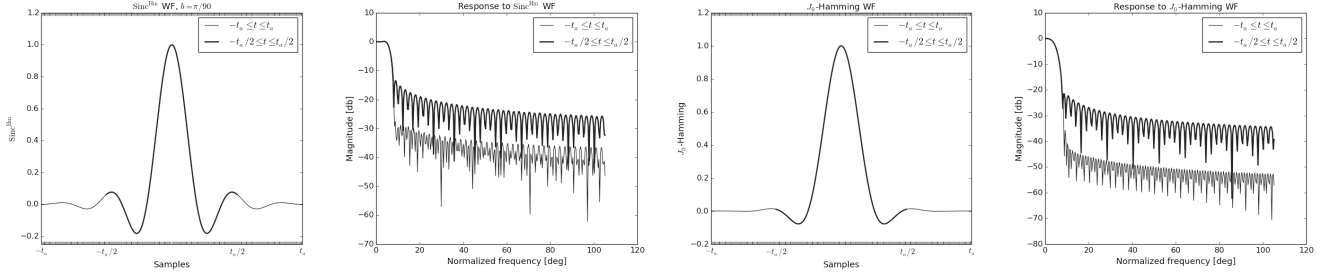 Sinc^Hn WF, b=π/90
−t_a ≤ t ≤ t_a
−t_a/2 ≤ t ≤ t_a/2
1.2
1.0
0.8
0.6
0.4
0.2
0.0
−0.2
Sinc^Hn
−t_a −t_a/2 t_a/2 t_a
Samples
Response to Sinc^Hn WF
−t_a ≤ t ≤ t_a
−t_a/2 ≤ t ≤ t_a/2
10
0
−10
−20
−30
−40
−50
−60
−70
Magnitude [db]
0 20 40 60 80 100 120
Normalized frequency [deg]
J_0-Hamming WF
−t_a ≤ t ≤ t_a
−t_a/2 ≤ t ≤ t_a/2
1.2
1.0
0.8
0.6
0.4
0.2
0.0
−0.2
J_0-Hamming
−t_a −t_a/2 t_a/2 t_a
Samples
Response to J_0-Hamming WF
−t_a ≤ t ≤ t_a
−t_a/2 ≤ t ≤ t_a/2
10
0
−10
−20
−30
−40
−50
−60
−70
−80
Magnitude [db]
0 20 40 60 80 100 120
Normalized frequency [deg]